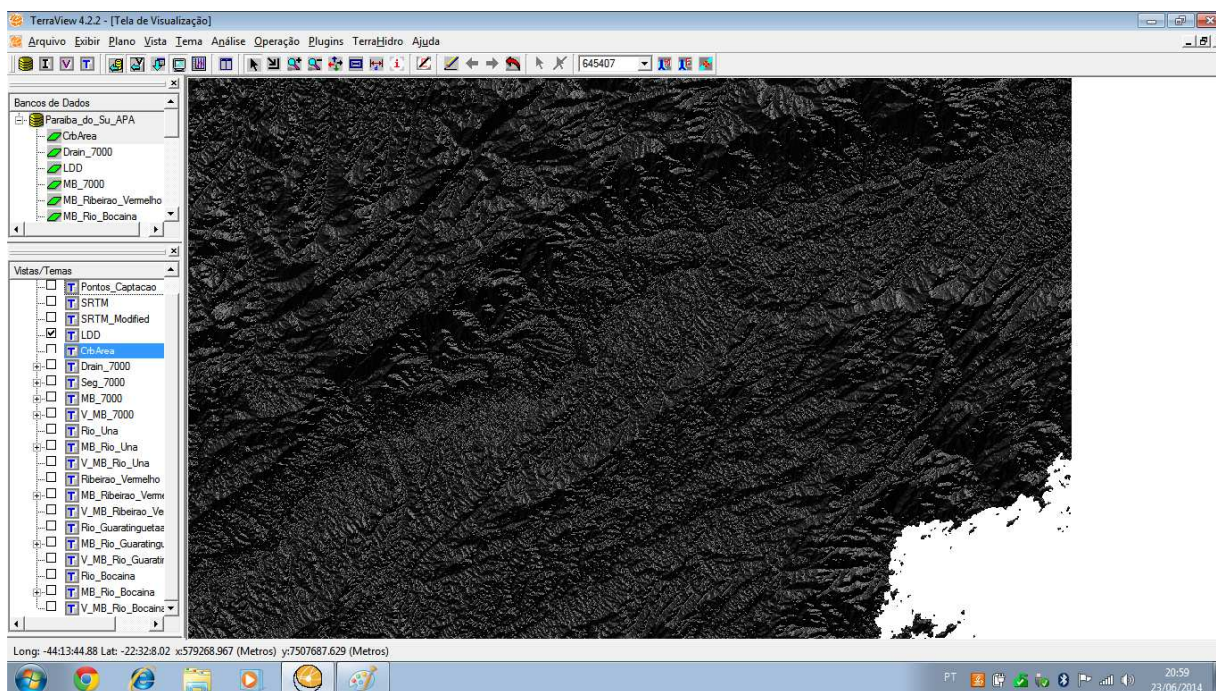 TerraView 4.2.2 - [Tela de Visualização]
Arquivo Exibir Plano Vista Tema Análise Operação Plugins TerraHidro Ajuda
645407
Bancos de Dados
Paraiba_do_Su_APA
CrbArea
Drain_7000
LDD
MB_7000
MB_Ribeirao_Vermelho
MB_Rio_Bocaina
Vistas/Temas
Pontos_Captacao
SRTM
SRTM_Modified
LDD
CrbArea
Drain_7000
Seg_7000
MB_7000
V_MB_7000
Rio_Una
MB_Rio_Una
V_MB_Rio_Una
Ribeirao_Vermelho
MB_Ribeirao_Verme
V_MB_Ribeirao_Ve
Rio_Guaratinguetaa
MB_Rio_Guaratingu
V_MB_Rio_Guaratin
Rio_Bocaina
MB_Rio_Bocaina
V_MB_Rio_Bocaina
Long: -44:13:44.88 Lat: -22:32:8.02 x:579268.967 (Metros) y:7507687.629 (Metros)
PT
20:59
23/06/2014